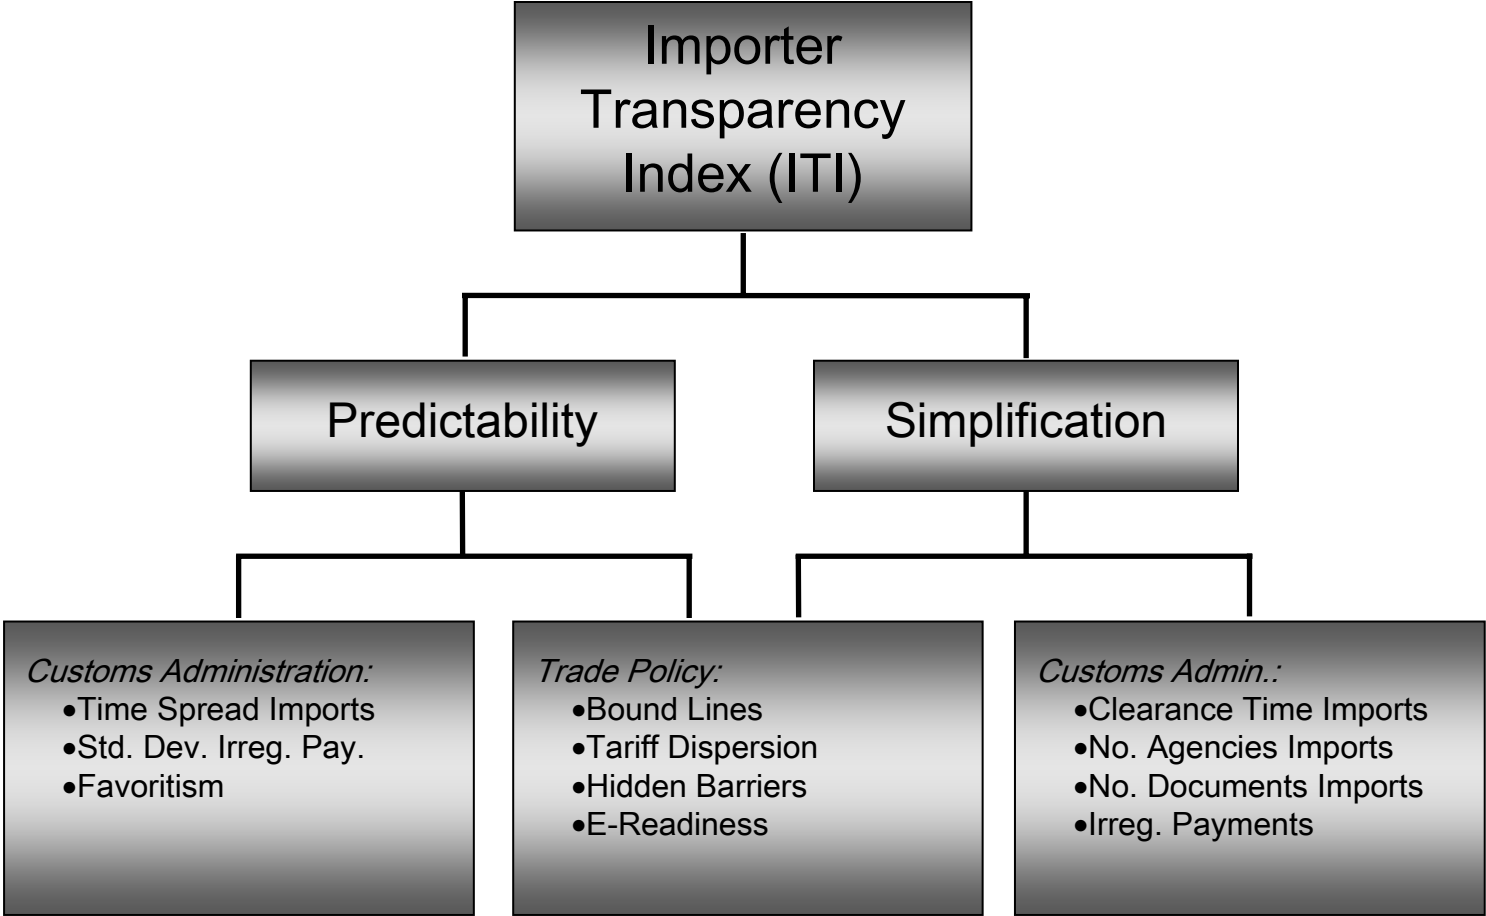 Importer
Transparency
Index (ITI)
Predictability
Simplification
Customs Administration:
•Time Spread Imports
•Std. Dev. Irreg. Pay.
•Favoritism
Trade Policy:
•Bound Lines
•Tariff Dispersion
•Hidden Barriers
•E-Readiness
Customs Admin.:
•Clearance Time Imports
•No. Agencies Imports
•No. Documents Imports
•Irreg. Payments